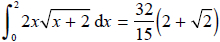 ∫₀² 2x√(x + 2) dx = 32/15 (2 + √2)